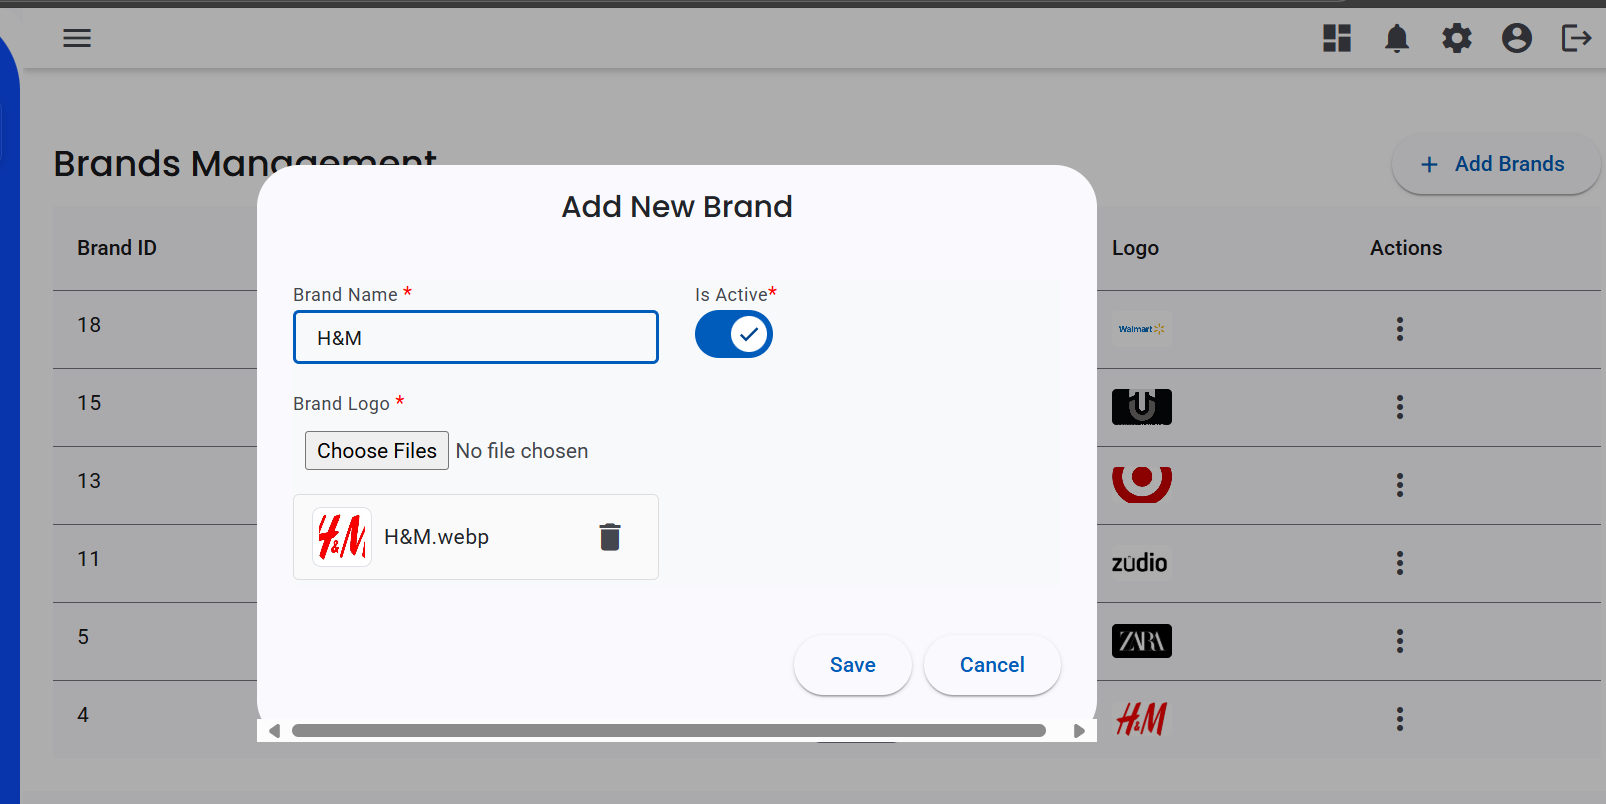 Brands Management
+ Add Brands
Add New Brand
Brand ID
Logo
Actions
Brand Name *
Is Active*
18
H&M
Walmart
15
Brand Logo *
Choose Files No file chosen
13
H&M H&M.webp
11
zudio
5
ZARA
Save
Cancel
4
H&M